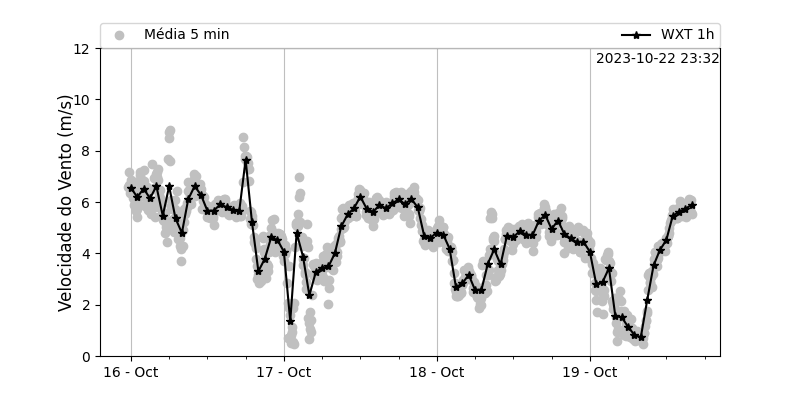 Média 5 min
WXT 1h
2023-10-22 23:32
Velocidade do Vento (m/s)
12
10
8
6
4
2
0
16 - Oct
17 - Oct
18 - Oct
19 - Oct